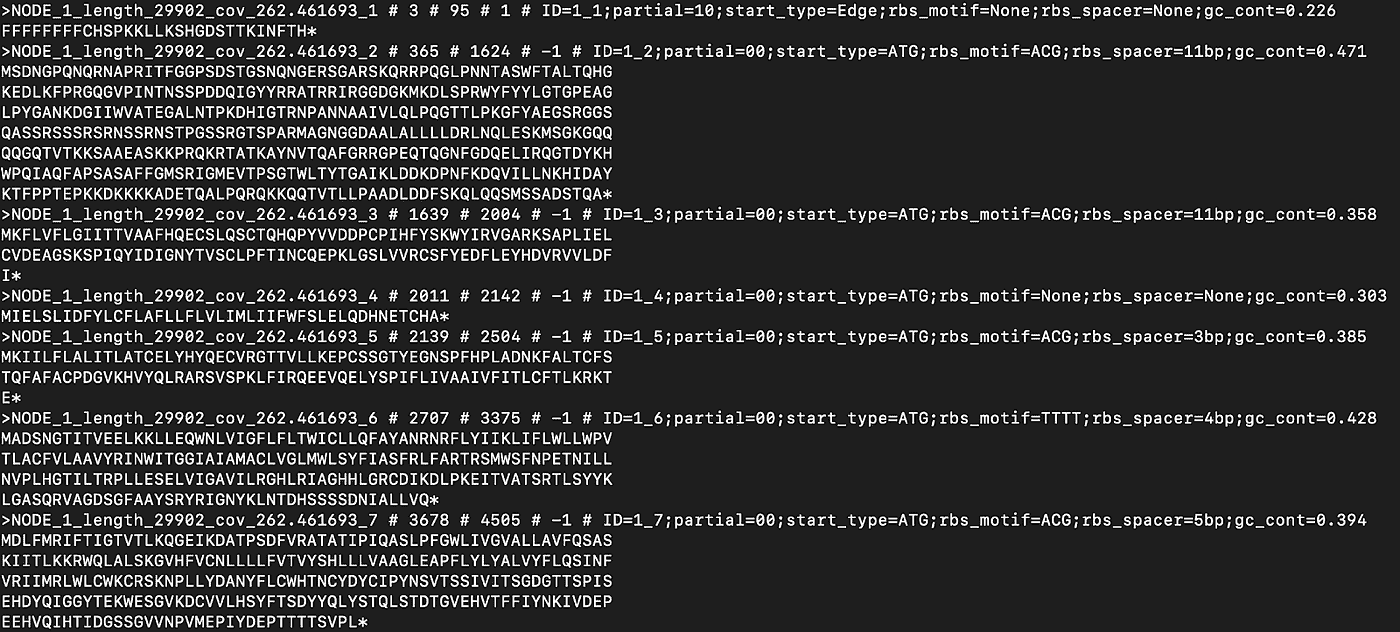 >NODE_1_length_29902_cov_262.461693_1 # 3 # 95 # 1 # ID=1_1;partial=10;start_type=Edge;rbs_motif=None;rbs_spacer=None;gc_cont=0.226
FFFFFFFFCHSPKKLLKSHGDSTTKINFTH*
>NODE_1_length_29902_cov_262.461693_2 # 365 # 1624 # -1 # ID=1_2;partial=00;start_type=ATG;rbs_motif=ACG;rbs_spacer=11bp;gc_cont=0.471
MSDNGPQNQRNAPRITFGGPSDSTGSNQNGERSGARSKQRRPQGLPNNTASWFTALTQHG
KEDLKFPRGQGVPINTNSSPDDQIGYYRRATRRIRGGDGKMKDLSPRWYFYYLGTGPEAG
LPYGANKDGIIWVATEGALNTPKDHIGTRNPANNAAIVLQLPQGTTLPKGFYAEGSRGGS
QASSRSSSRSRNSSRNSTPGSSRGTSPARMAGNGGDAALALLLLDRLNQLESKMSGKGQQ
QQGQTVTKKSAAEASKKPRQKRTATKAYNVTQAFGRRGPEQTQGNFGDQELIRQGTDYKH
WPQIAQFAPSASAFFGMSRIGMEVTPSGTWLTYTGAIKLDDKDPNFKDQVILLNKHIDAY
KTFPPTEPKKDKKKKADETQALPQRQKKQQTVTLLPAADLDDFSKQLQQSMSSADSTQA*
>NODE_1_length_29902_cov_262.461693_3 # 1639 # 2004 # -1 # ID=1_3;partial=00;start_type=ATG;rbs_motif=ACG;rbs_spacer=11bp;gc_cont=0.358
MKFLVFLGIITTVAAFHQECSLQSCTQHQPYVVDDPCPIHFYSKWYIRVGARKSAPLIEL
CVDEAGSKSPIQYIDIGNYTVSCLPFTINCQEPKLGSLVVRCSFYEDFLEYHDVRVVLDF
I*
>NODE_1_length_29902_cov_262.461693_4 # 2011 # 2142 # -1 # ID=1_4;partial=00;start_type=ATG;rbs_motif=None;rbs_spacer=None;gc_cont=0.303
MIELSLIDFYLCFLAFLLFLVLIMLIIFWFSLELQDHNETCHA*
>NODE_1_length_29902_cov_262.461693_5 # 2139 # 2504 # -1 # ID=1_5;partial=00;start_type=ATG;rbs_motif=ACG;rbs_spacer=3bp;gc_cont=0.385
MKIILFLALITLATCELYHYQECVRGTTVLLKEPCSSGTYEGNSPFHPLADNKFALTCFS
TQFAFACPDGVKHVYQLRARSVSPKLFIRQEEVQELYSPIFLIVAAIVFITLCFTLKRKT
E*
>NODE_1_length_29902_cov_262.461693_6 # 2707 # 3375 # -1 # ID=1_6;partial=00;start_type=ATG;rbs_motif=TTTT;rbs_spacer=4bp;gc_cont=0.428
MADSNGTITVEELKKLLEQWNLVIGFLFLTWICLLQFAYANRNRFLYIIKLIFLWLLWPV
TLACFVLAAVYRINWITGGIAIAMACLVGLMWLSYFIASFRLFARTRSMWSFNPETNILL
NVPLHGTILTRPLLESELVIGAVILRGHLRIAGHHLGRCDIKDLPKEITVATSRTLSYYK
LGASQRVAGDSGFAAYSRYRIGNYKLNTDHSSSSDNIALLVQ*
>NODE_1_length_29902_cov_262.461693_7 # 3678 # 4505 # -1 # ID=1_7;partial=00;start_type=ATG;rbs_motif=ACG;rbs_spacer=5bp;gc_cont=0.394
MDLFMRIFTIGTVTLKQGEIKDATPSDFVRATATIPIQASLPFGWLIVGVALLAVFQSAS
KIITLKKRWQLALSKGVHFVCNLLLLFVTVYSHLLLVAAGLEAPFLYLYALVYFLQSINF
VRIIMRLWLCWKCRSKNPLLYDANYFLCWHTNCYDYCIPYNSVTSSIVITSGDGTTSPIS
EHDYQIGGYTEKWESGVKDCVVLHSYFTSDYYQLYSTQLSTDTGVEHVTFFIYNKIVDEP
EEHVQIHTIDGSSGVVNPVMEPIYDEPTTTTSVPL*